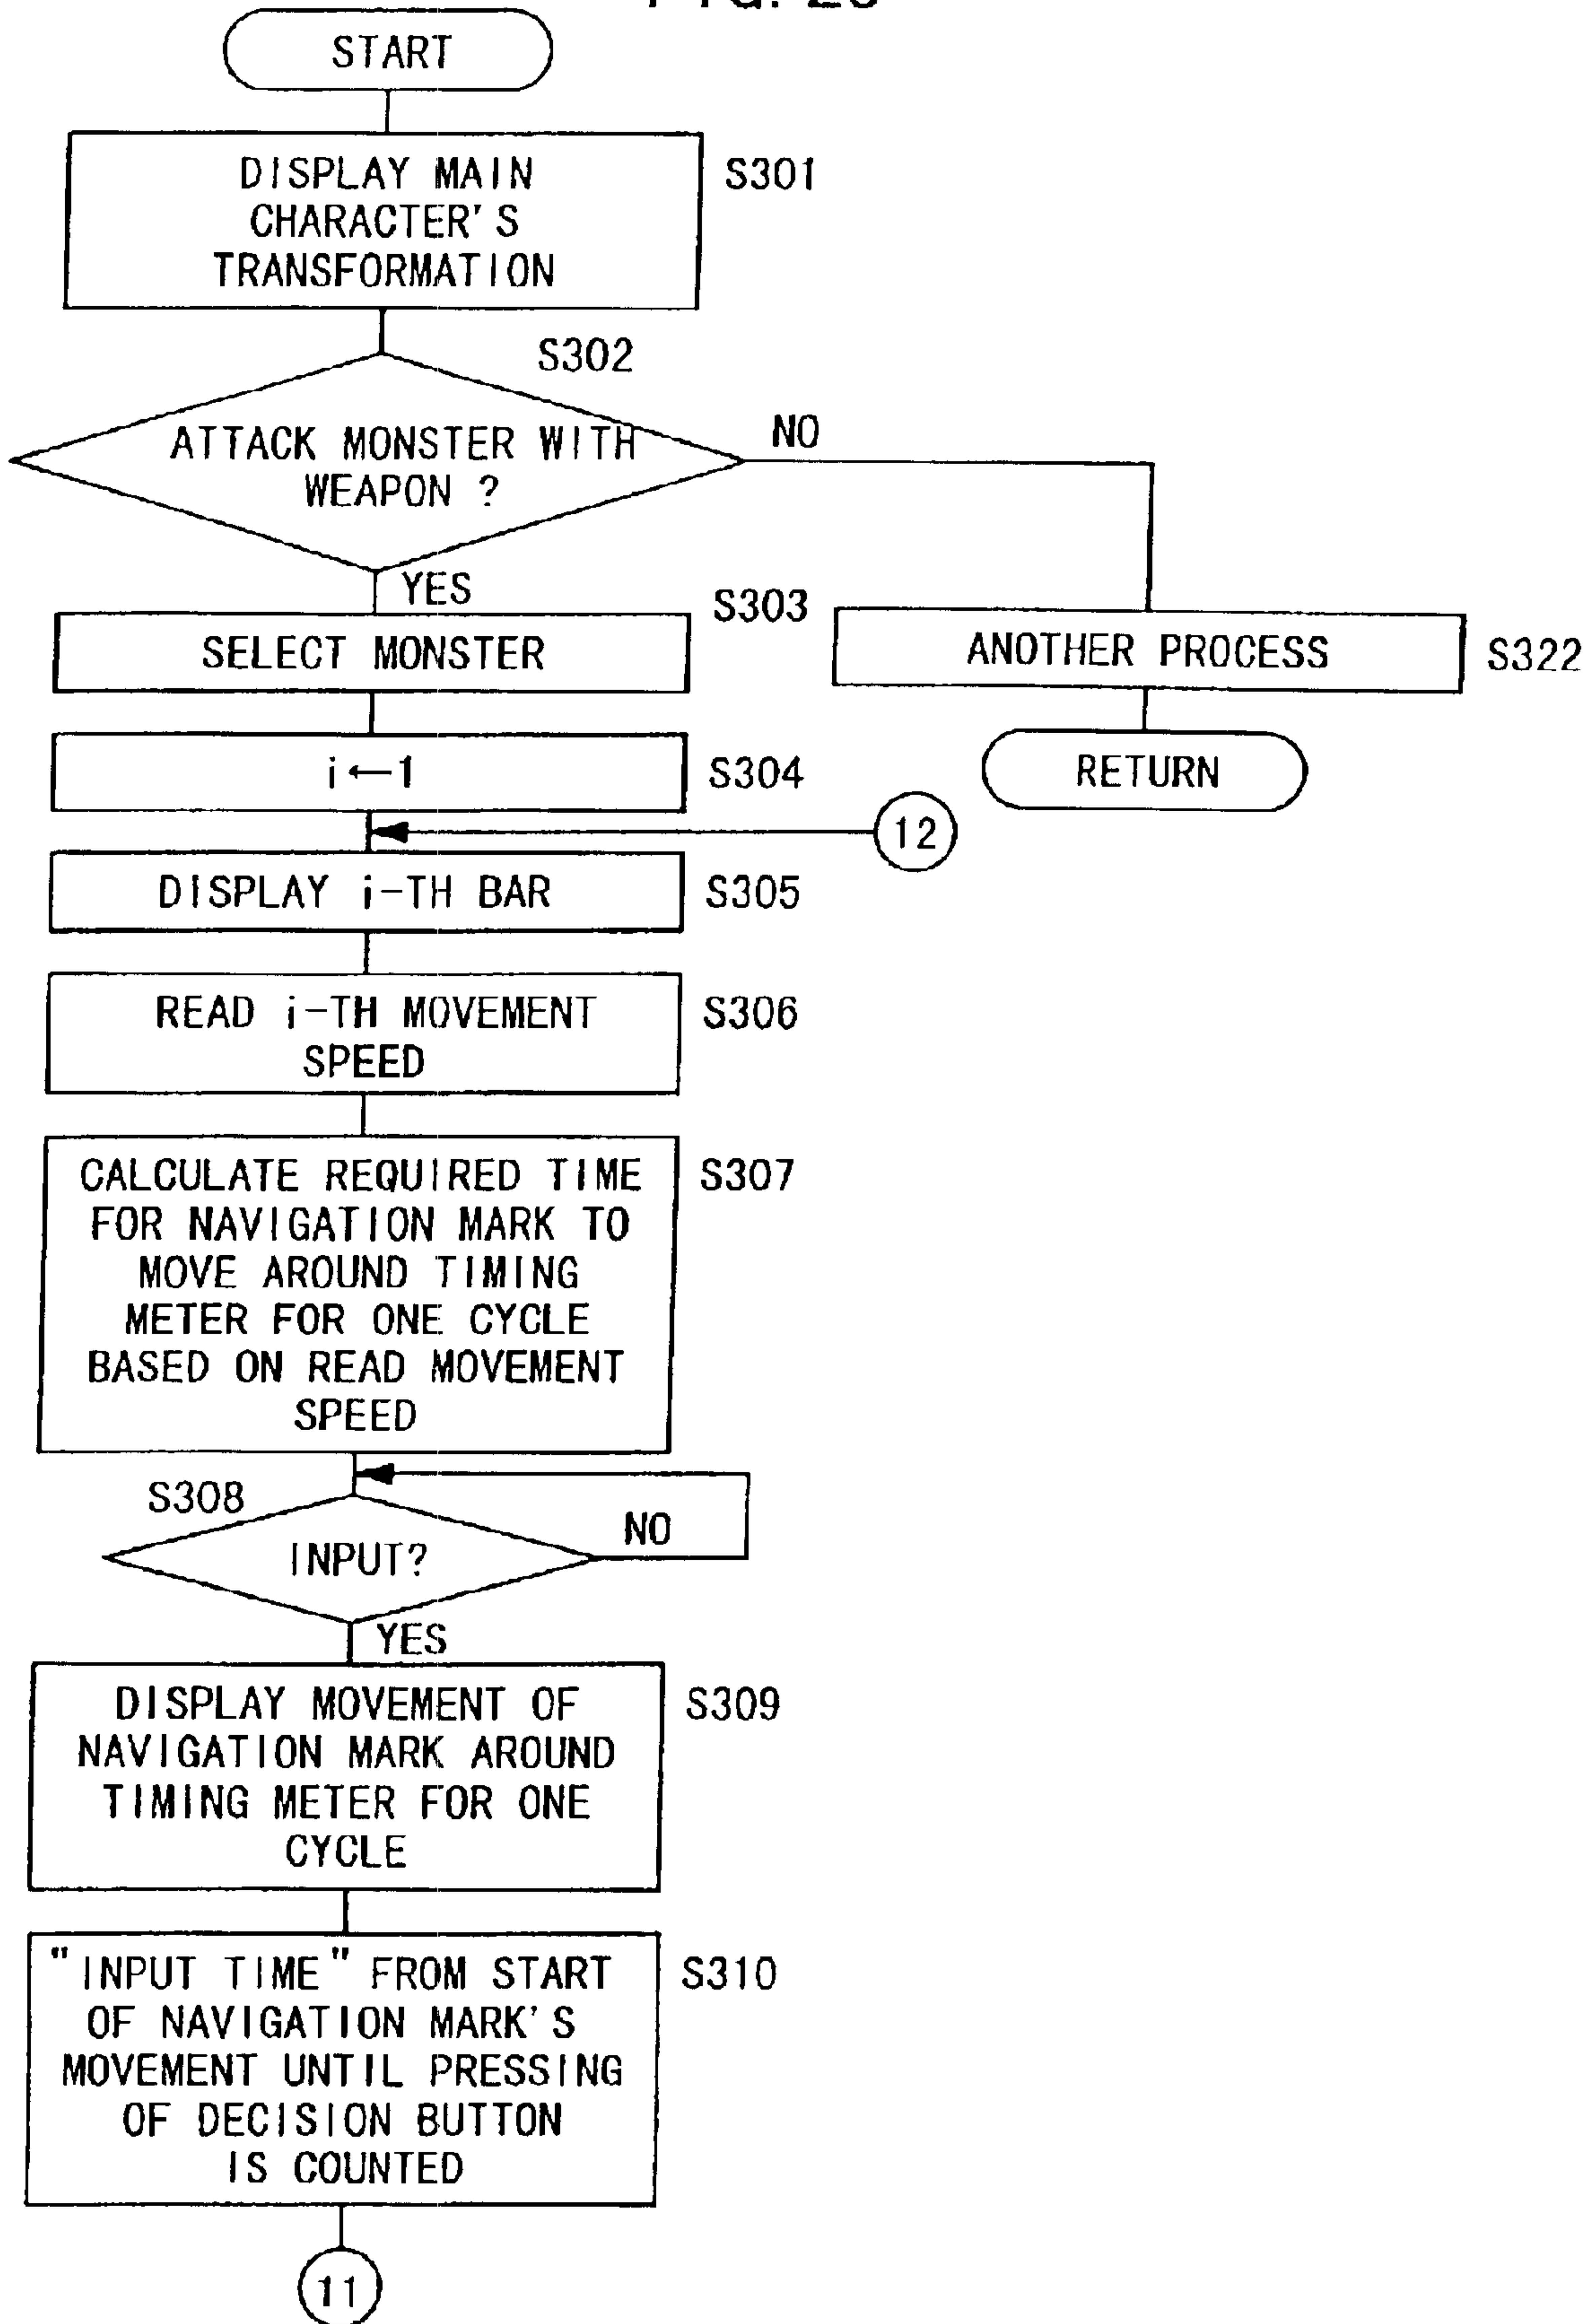 START
DISPLAY MAIN
CHARACTER'S
TRANSFORMATION
S301
S302
ATTACK MONSTER WITH
WEAPON ?
NO
YES
SELECT MONSTER
S303
ANOTHER PROCESS
S322
i←1
S304
RETURN
12
DISPLAY i-TH BAR
S305
READ i-TH MOVEMENT
SPEED
S306
CALCULATE REQUIRED TIME
FOR NAVIGATION MARK TO
MOVE AROUND TIMING
METER FOR ONE CYCLE
BASED ON READ MOVEMENT
SPEED
S307
S308
INPUT?
NO
YES
DISPLAY MOVEMENT OF
NAVIGATION MARK AROUND
TIMING METER FOR ONE
CYCLE
S309
"INPUT TIME" FROM START
OF NAVIGATION MARK'S
MOVEMENT UNTIL PRESSING
OF DECISION BUTTON
IS COUNTED
S310
11